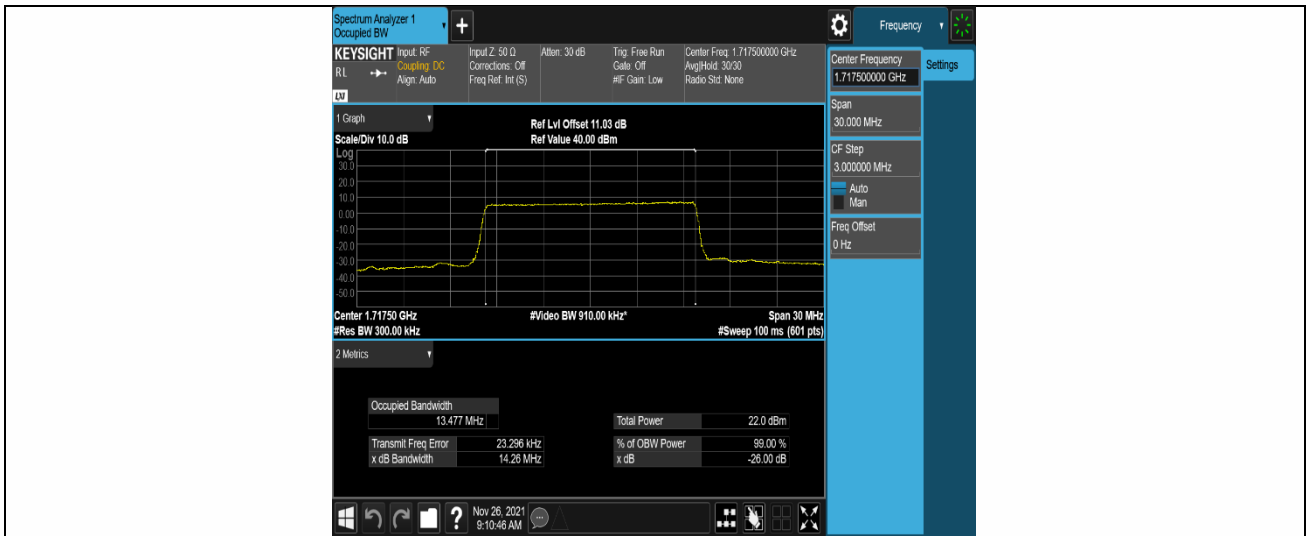 Spectrum Analyzer 1
Occupied BW
Frequency
KEYSIGHT
RL
LXI
Input: RF
Coupling: DC
Align: Auto
Input Z: 50 Ω
Corrections: Off
Freq Ref: Int (S)
Atten: 30 dB
Trig: Free Run
Gate: Off
#IF Gain: Low
Center Freq: 1.717500000 GHz
Avg|Hold: 30/30
Radio Std: None
Center Frequency
1.717500000 GHz
Settings
Span
30.000 MHz
CF Step
3.000000 MHz
Auto
Man
Freq Offset
0 Hz
1 Graph
Scale/Div 10.0 dB
Ref Lvl Offset 11.03 dB
Ref Value 40.00 dBm
Log
30.0
20.0
10.0
0.00
-10.0
-20.0
-30.0
-40.0
-50.0
Center 1.71750 GHz
#Video BW 910.00 kHz*
Span 30 MHz
#Res BW 300.00 kHz
#Sweep 100 ms (601 pts)
2 Metrics
Occupied Bandwidth
13.477 MHz
Total Power 22.0 dBm
Transmit Freq Error 23.296 kHz
% of OBW Power 99.00 %
x dB Bandwidth 14.26 MHz
x dB -26.00 dB
?
Nov 26, 2021
9:10:46 AM